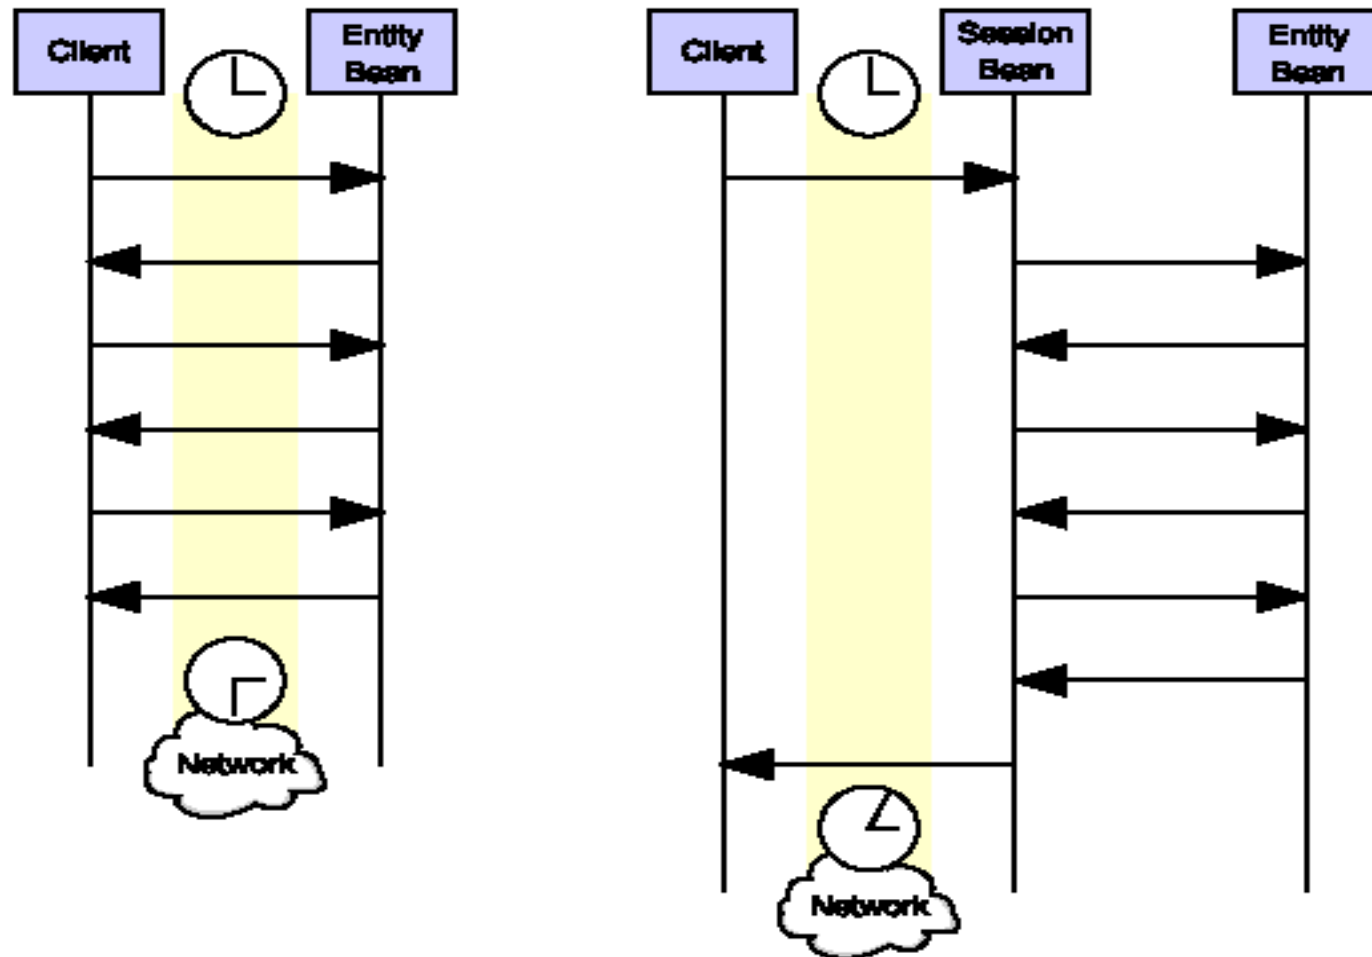 Client
Entity
Bean
Client
Session
Bean
Entity
Bean
Network
Network